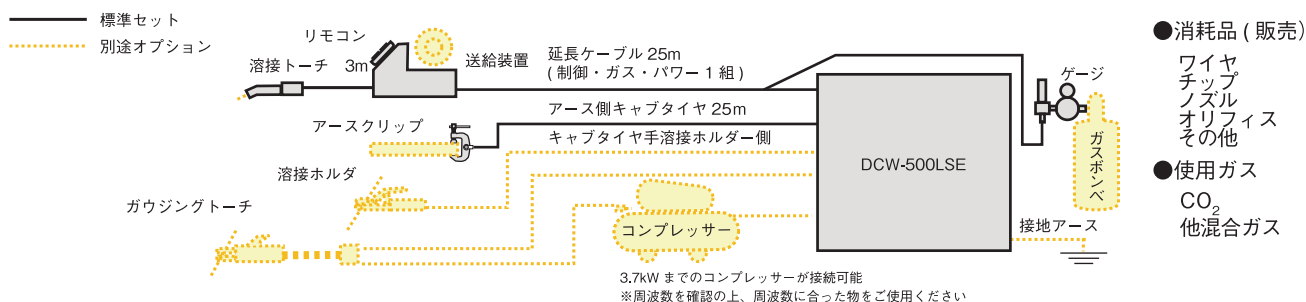 標準セット
別途オプション
リモコン
溶接トーチ
3m
送給装置
延長ケーブル 25m
(制御・ガス・パワー 1 組)
アース側キャブタイヤ 25m
アースクリップ
キャブタイヤ手溶接ホルダー側
溶接ホルダ
ガウジングトーチ
コンプレッサー
3.7kW までのコンプレッサーが接続可能
※周波数を確認の上、周波数に合った物をご使用ください
DCW-500LSE
ゲージ
ガスボンベ
接地アース
●消耗品 (販売)
ワイヤ
チップ
ノズル
オリフィス
その他
●使用ガス
CO₂
他混合ガス